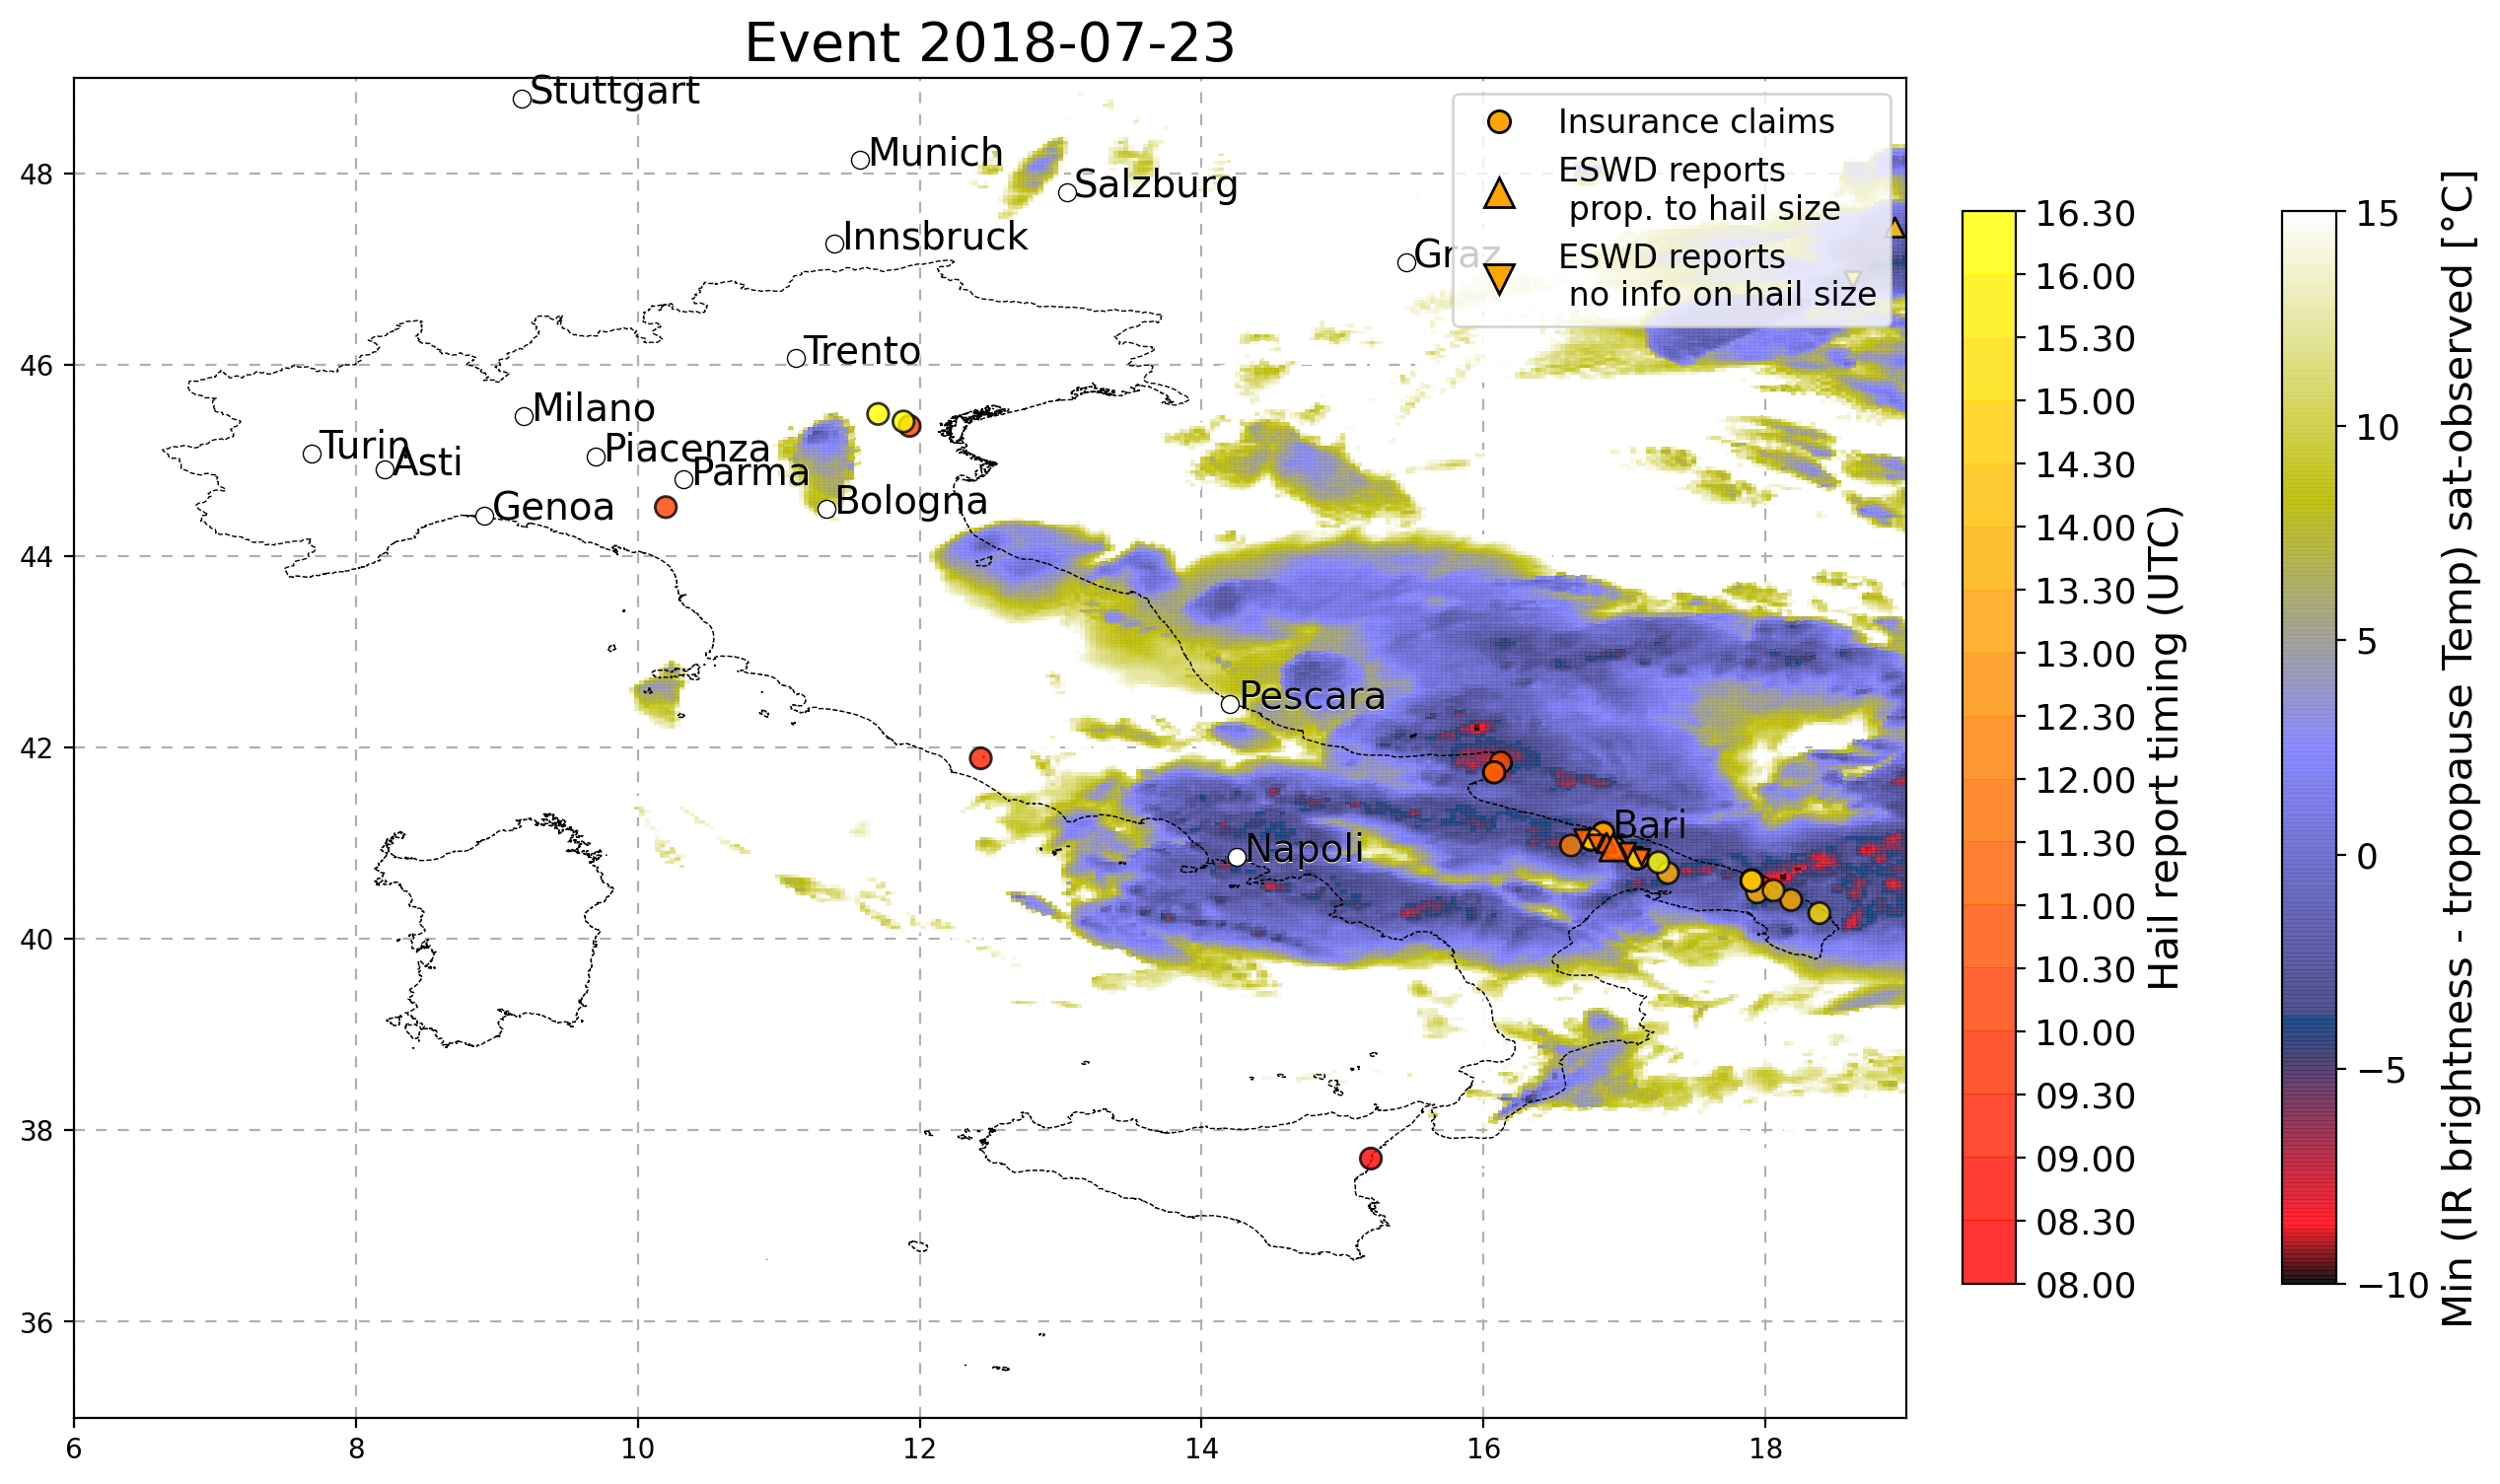 Event 2018-07-23
Stuttgart
Munich
Salzburg
Innsbruck
Graz
Trento
Milano
Turin
Asti
Piacenza
Parma
Genoa
Bologna
Pescara
Napoli
Bari
Insurance claims
ESWD reports
prop. to hail size
ESWD reports
no info on hail size
48
46
44
42
40
38
36
6
8
10
12
14
16
18
16.30
16.00
15.30
15.00
14.30
14.00
13.30
13.00
12.30
12.00
11.30
11.00
10.30
10.00
09.30
09.00
08.30
08.00
Hail report timing (UTC)
15
10
5
0
−5
−10
Min (IR brightness - tropopause Temp) sat-observed [°C]